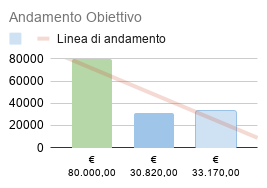 Andamento Obiettivo
Linea di andamento
80000
60000
40000
20000
0
€ € €
80.000,00 30.820,00 33.170,00